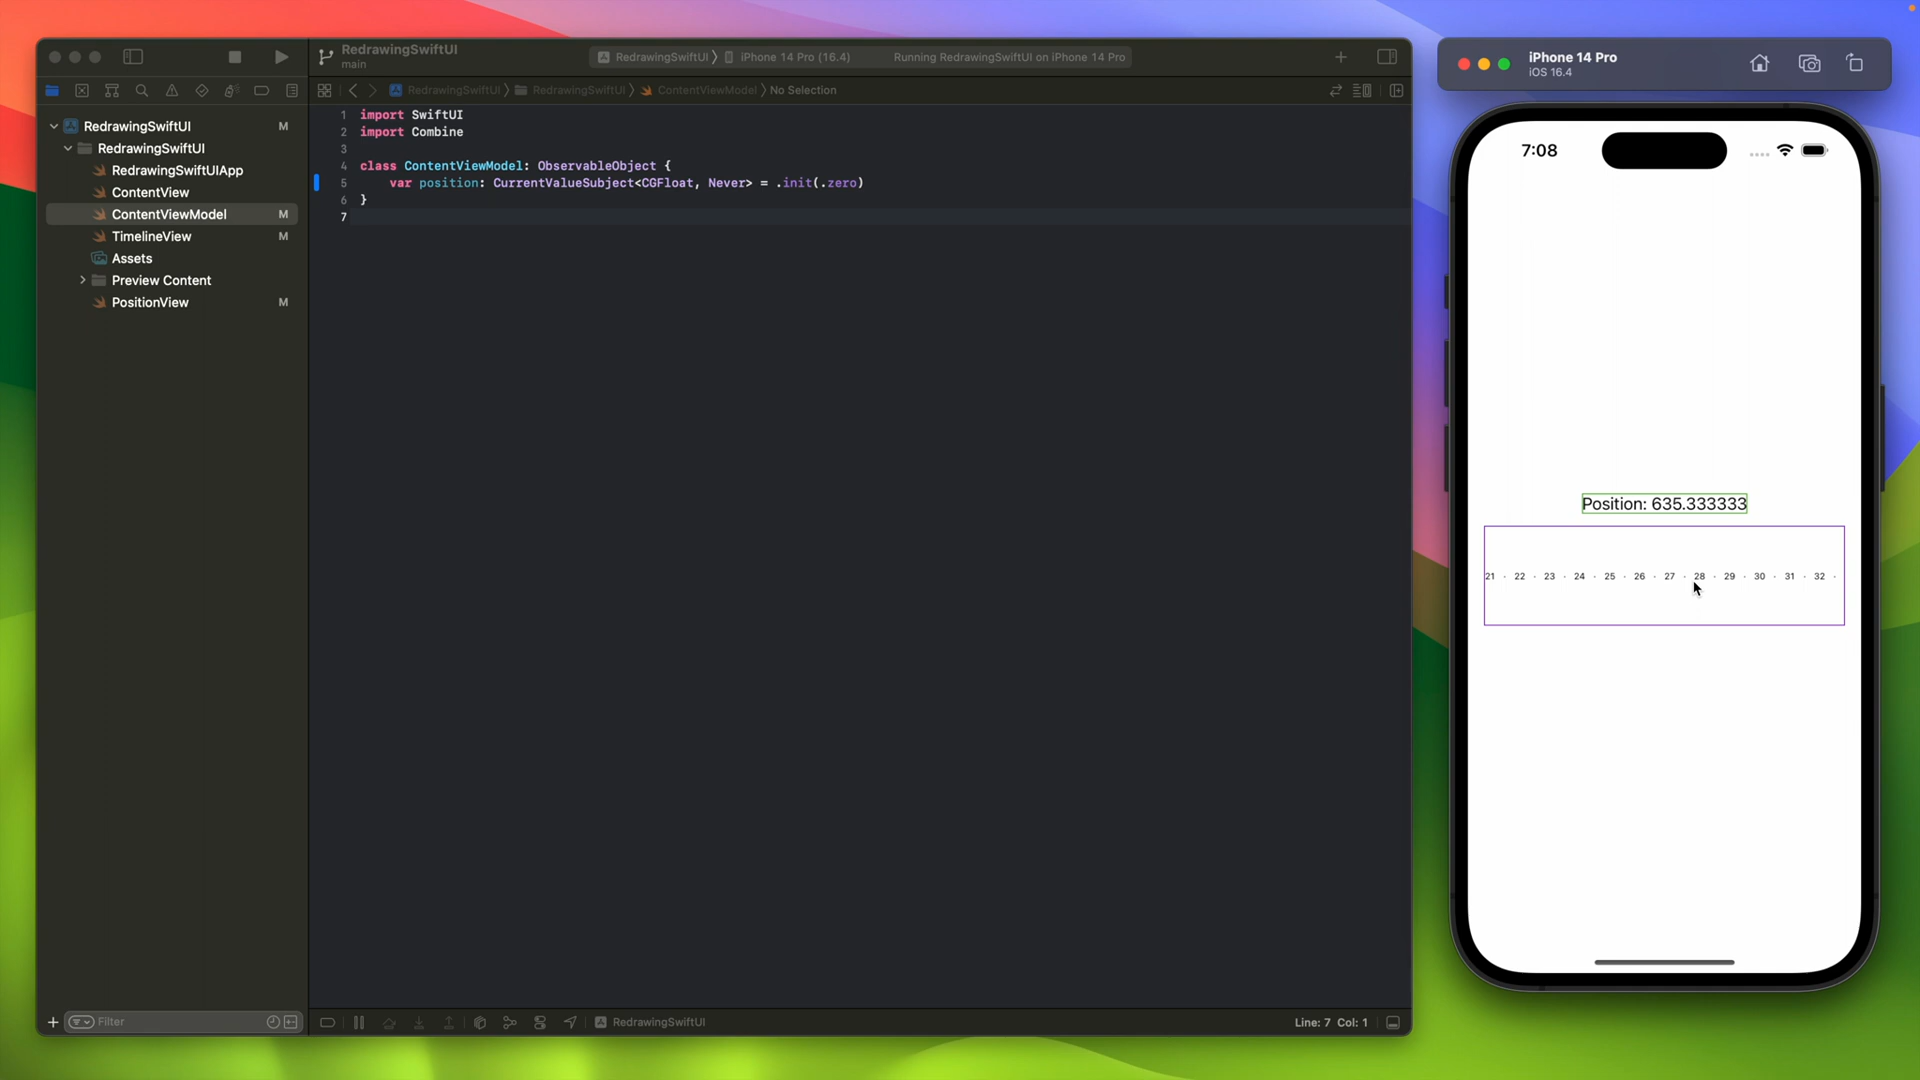 RedrawingSwiftUI
main
RedrawingSwiftUI 〉 iPhone 14 Pro (16.4)
Running RedrawingSwiftUI on iPhone 14 Pro
RedrawingSwiftUI 〉 RedrawingSwiftUI 〉 ContentViewModel 〉 No Selection
RedrawingSwiftUI M
RedrawingSwiftUI
RedrawingSwiftUIApp
ContentView
ContentViewModel M
TimelineView M
Assets
Preview Content
PositionView M
Filter
1 import SwiftUI
2 import Combine
3
4 class ContentViewModel: ObservableObject {
5 var position: CurrentValueSubject<CGFloat, Never> = .init(.zero)
6 }
7
RedrawingSwiftUI
Line: 7 Col: 1
iPhone 14 Pro
iOS 16.4
7:08
Position: 635.333333
21 · 22 · 23 · 24 · 25 · 26 · 27 · 28 · 29 · 30 · 31 · 32 ·